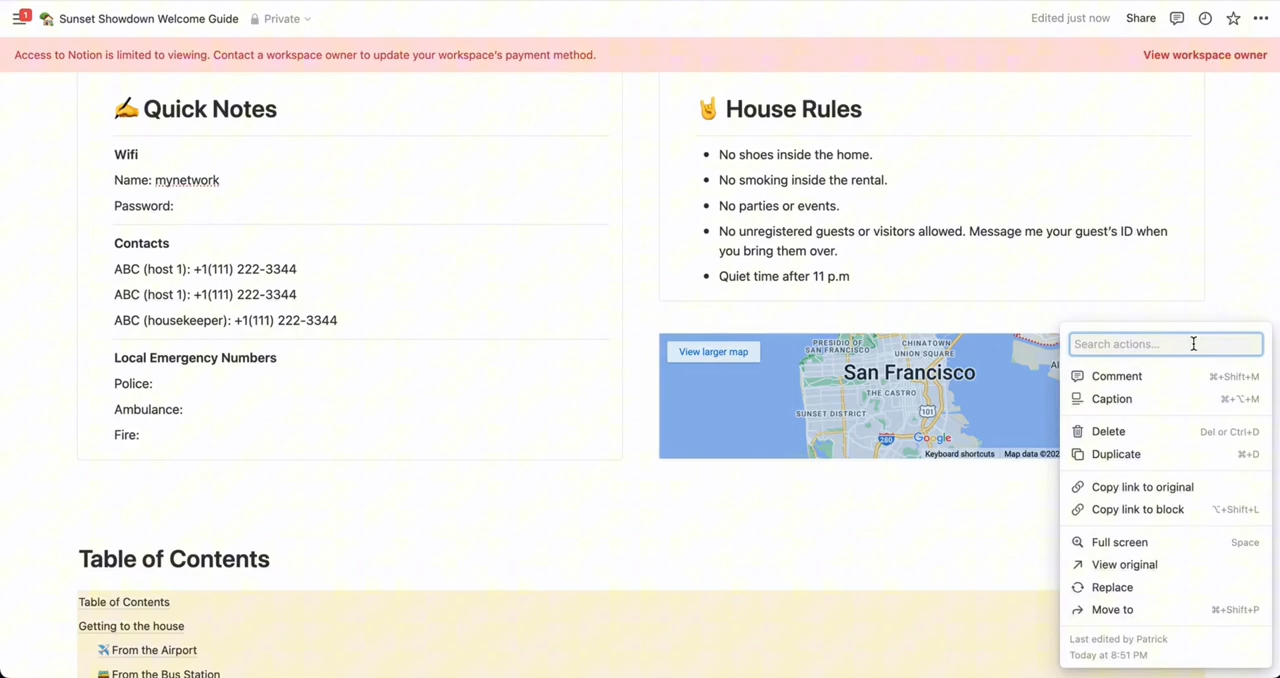 1
Sunset Showdown Welcome Guide
Private
Edited just now
Share
Access to Notion is limited to viewing. Contact a workspace owner to update your workspace's payment method.
View workspace owner
Quick Notes
Wifi
Name: mynetwork
Password:
Contacts
ABC (host 1): +1(111) 222-3344
ABC (host 1): +1(111) 222-3344
ABC (housekeeper): +1(111) 222-3344
Local Emergency Numbers
Police:
Ambulance:
Fire:
House Rules
No shoes inside the home.
No smoking inside the rental.
No parties or events.
No unregistered guests or visitors allowed. Message me your guest's ID when
you bring them over.
Quiet time after 11 p.m
View larger map
PRESIDIO OF
SAN FRANCISCO
CHINATOWN
UNION SQUARE
San Francisco
THE CASTRO
SUNSET DISTRICT
101
280
Google
Keyboard shortcuts
Map data ©202
Al
Search actions...
Comment ⌘+Shift+M
Caption ⌘+⌥+M
Delete Del or Ctrl+D
Duplicate ⌘+D
Copy link to original
Copy link to block ⌥+Shift+L
Full screen Space
View original
Replace
Move to ⌘+Shift+P
Last edited by Patrick
Today at 8:51 PM
Table of Contents
Table of Contents
Getting to the house
From the Airport
From the Bus Station